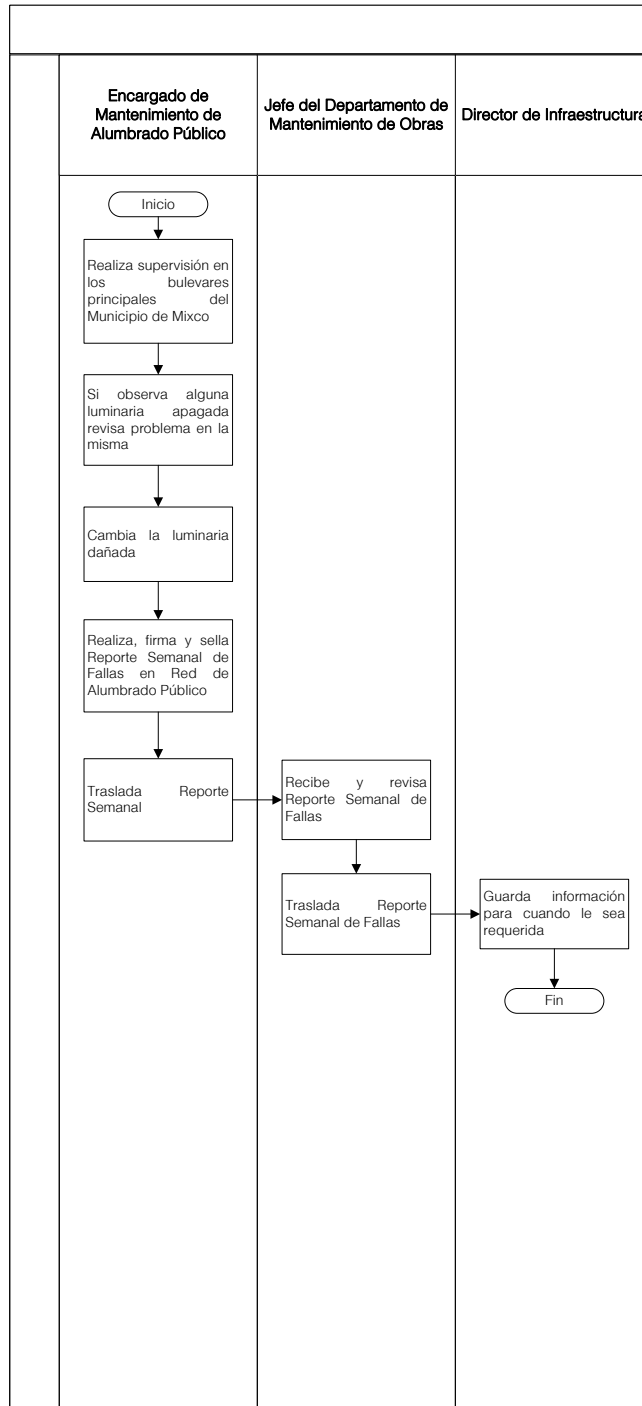 Encargado de
Mantenimiento de
Alumbrado Público
Jefe del Departamento de
Mantenimiento de Obras
Director de Infraestructura
Inicio
Realiza supervisión en
los bulevares
principales del
Municipio de Mixco
Si observa alguna
luminaria apagada
revisa problema en la
misma
Cambia la luminaria
dañada
Realiza, firma y sella
Reporte Semanal de
Fallas en Red de
Alumbrado Público
Traslada Reporte
Semanal
Recibe y revisa
Reporte Semanal de
Fallas
Traslada Reporte
Semanal de Fallas
Guarda información
para cuando le sea
requerida
Fin